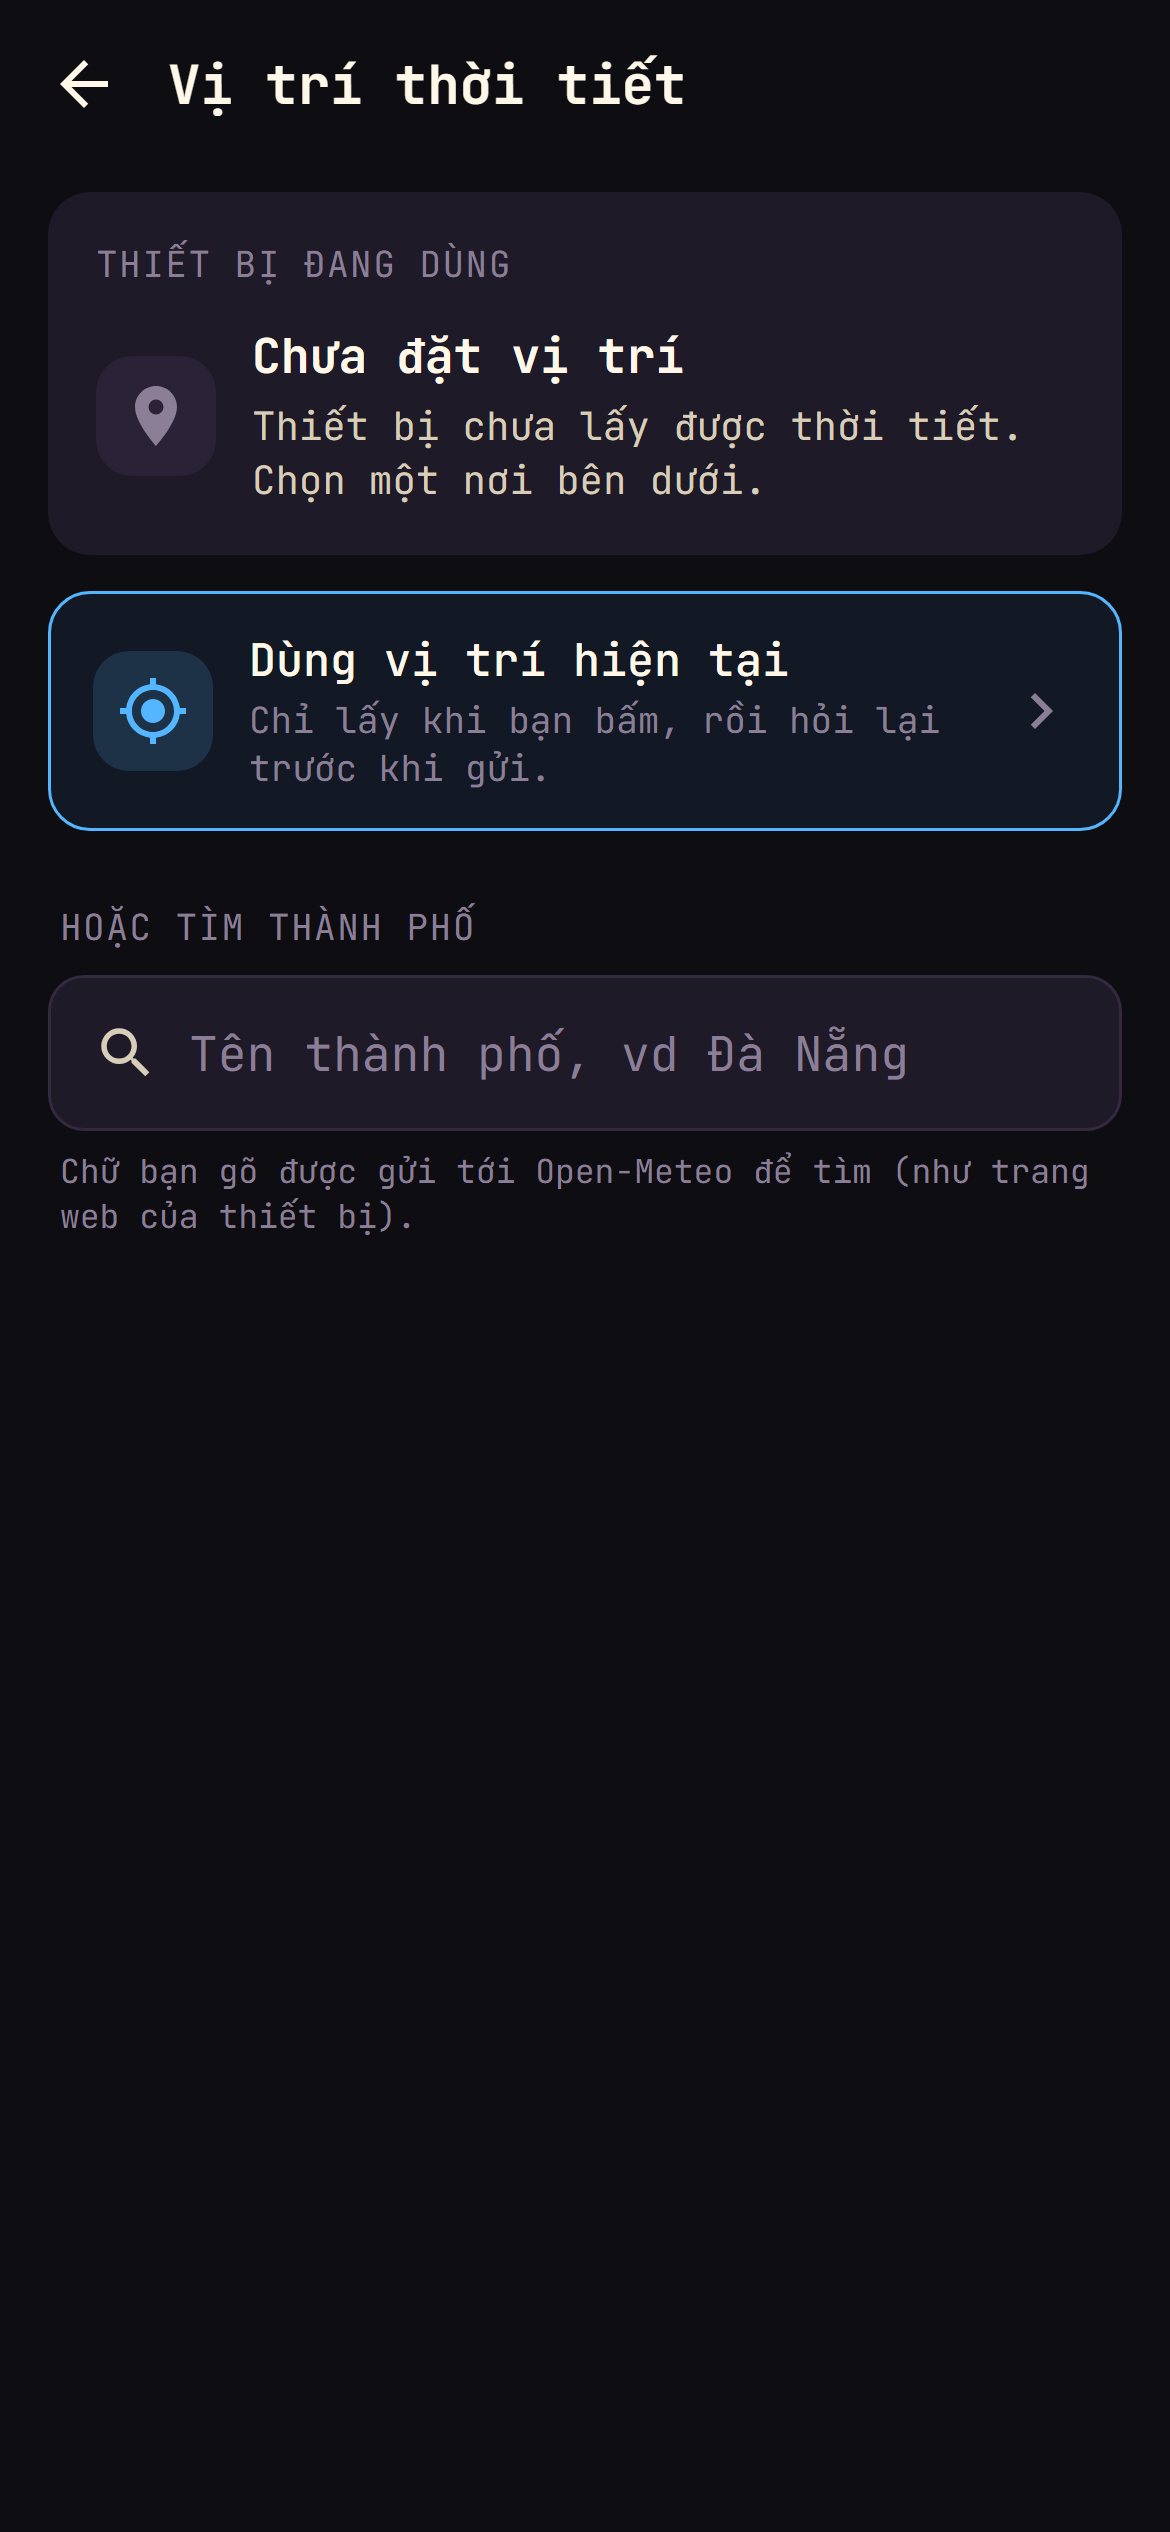 Vị trí thời tiết
THIẾT BỊ ĐANG DÙNG
Chưa đặt vị trí
Thiết bị chưa lấy được thời tiết.
Chọn một nơi bên dưới.
Dùng vị trí hiện tại
Chỉ lấy khi bạn bấm, rồi hỏi lại
trước khi gửi.
HOẶC TÌM THÀNH PHỐ
Tên thành phố, vd Đà Nẵng
Chữ bạn gõ được gửi tới Open-Meteo để tìm (như trang
web của thiết bị).